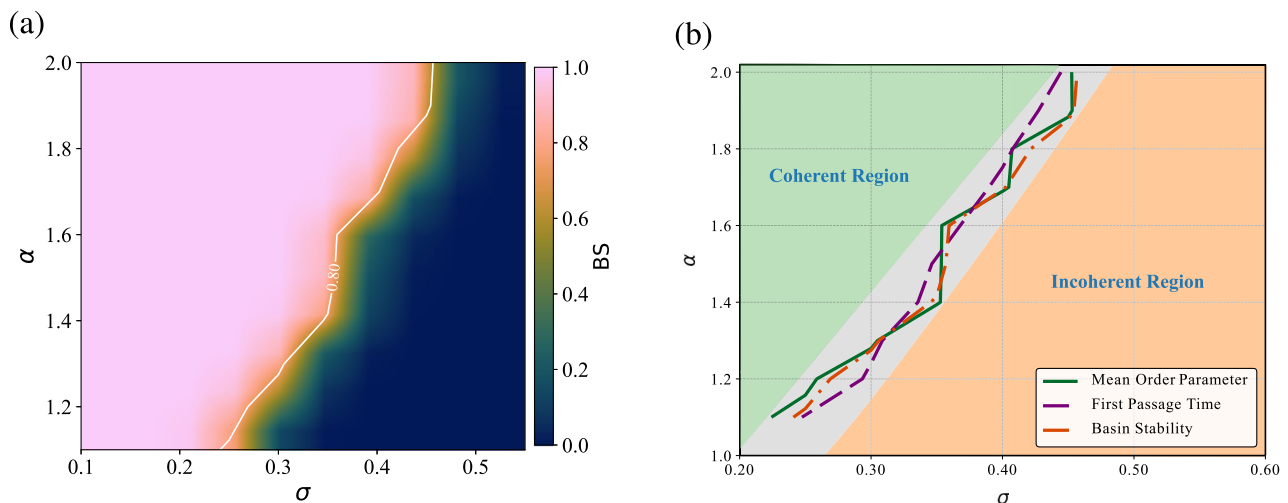 (a)
2.0
1.8
1.6
1.4
1.2
α
0.1
0.2
0.3
0.4
0.5
σ
0.80
1.0
0.8
0.6
0.4
0.2
0.0
BS
(b)
2.0
1.8
1.6
1.4
1.2
1.0
α
0.20
0.30
0.40
0.50
0.60
σ
Coherent Region
Incoherent Region
Mean Order Parameter
First Passage Time
Basin Stability